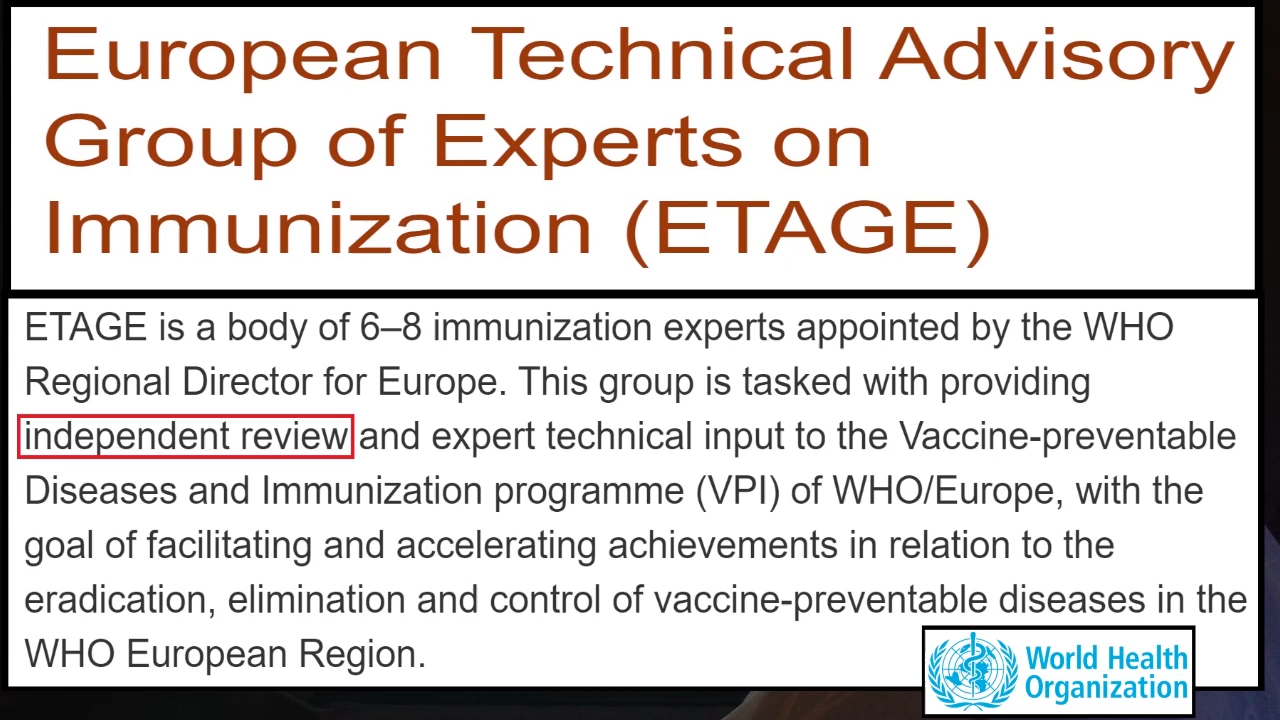 European Technical Advisory
Group of Experts on
Immunization (ETAGE)
ETAGE is a body of 6–8 immunization experts appointed by the WHO
Regional Director for Europe. This group is tasked with providing
independent review and expert technical input to the Vaccine-preventable
Diseases and Immunization programme (VPI) of WHO/Europe, with the
goal of facilitating and accelerating achievements in relation to the
eradication, elimination and control of vaccine-preventable diseases in the
WHO European Region.
World Health
Organization